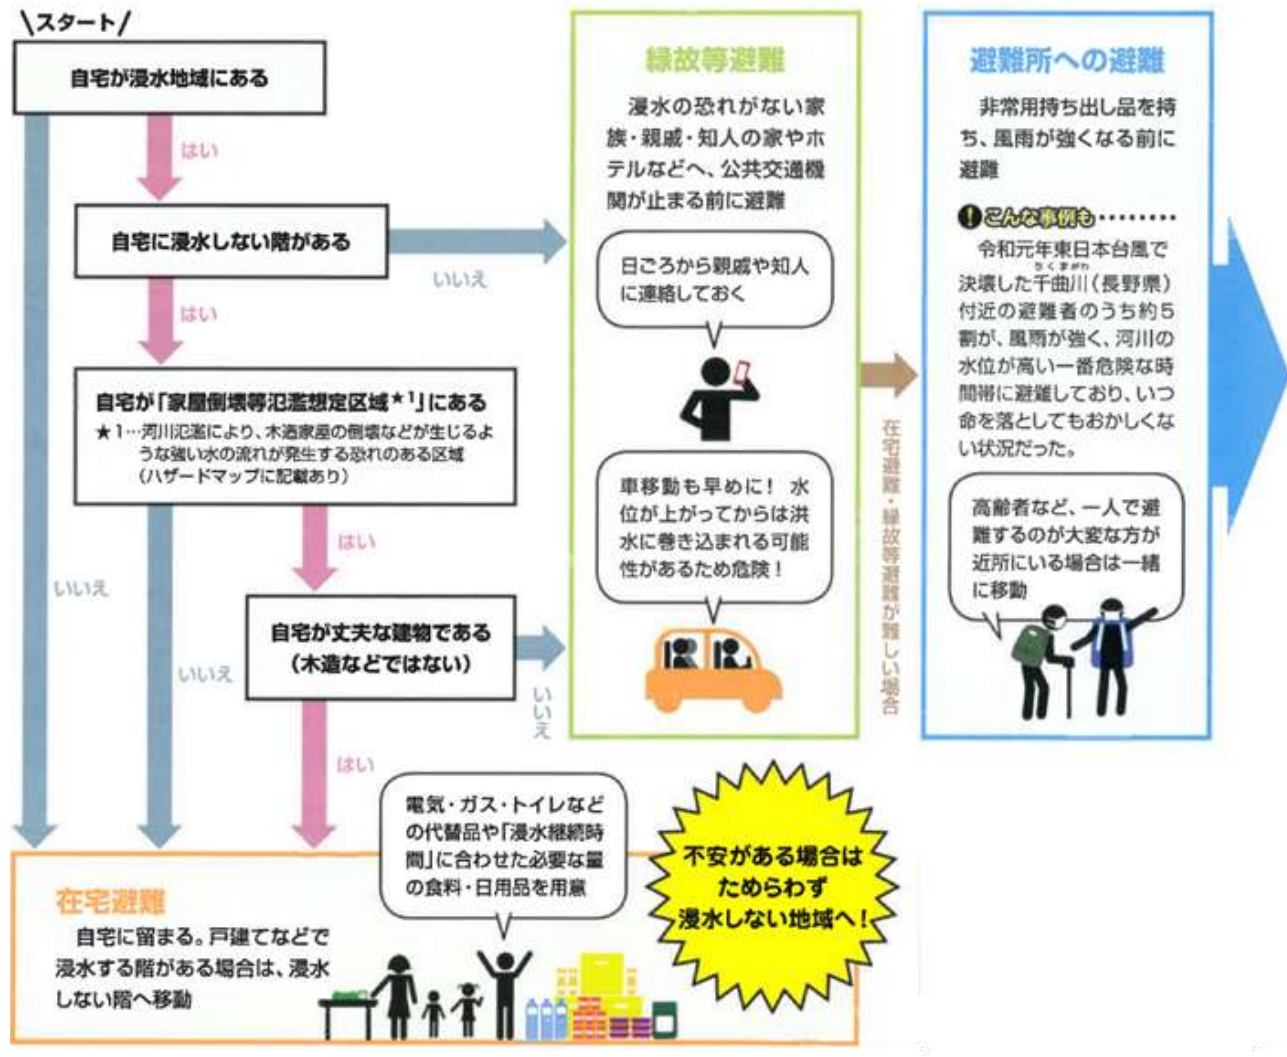 \スタート/
自宅が浸水地域にある
はい
自宅に浸水しない階がある
いいえ
はい
自宅が「家屋倒壊等氾濫想定区域★1」にある
★1…河川氾濫により、木造家屋の倒壊などが生じるよ
うな強い水の流れが発生する恐れのある区域
(ハザードマップに記載あり)
はい
いいえ
いいえ
自宅が丈夫な建物である
(木造などではない)
いいえ
はい
緑故等避難
浸水の恐れがない家
族・親戚・知人の家やホ
テルなどへ、公共交通機
関が止まる前に避難
日ごろから親戚や知人
に連絡しておく
車移動も早めに! 水
位が上がってからは洪
水に巻き込まれる可能
性があるため危険!
在宅避難・縁故等避難が難しい場合
避難所への避難
非常用持ち出し品を持
ち、風雨が強くなる前に
避難
! こんな事例も・・・・・・・・
令和元年東日本台風で
ちくまがわ
決壊した千曲川(長野県)
付近の避難者のうち約5
割が、風雨が強く、河川の
水位が高い一番危険な時
間帯に避難しており、いつ
命を落としてもおかしくな
い状況だった。
高齢者など、一人で避
難するのが大変な方が
近所にいる場合は一緒
に移動
在宅避難
自宅に留まる。戸建てなどで
浸水する階がある場合は、浸水
しない階へ移動
電気・ガス・トイレなど
の代替品や「浸水継続時
間」に合わせた必要な量
の食料・日用品を用意
不安がある場合は
ためらわず
浸水しない地域へ!